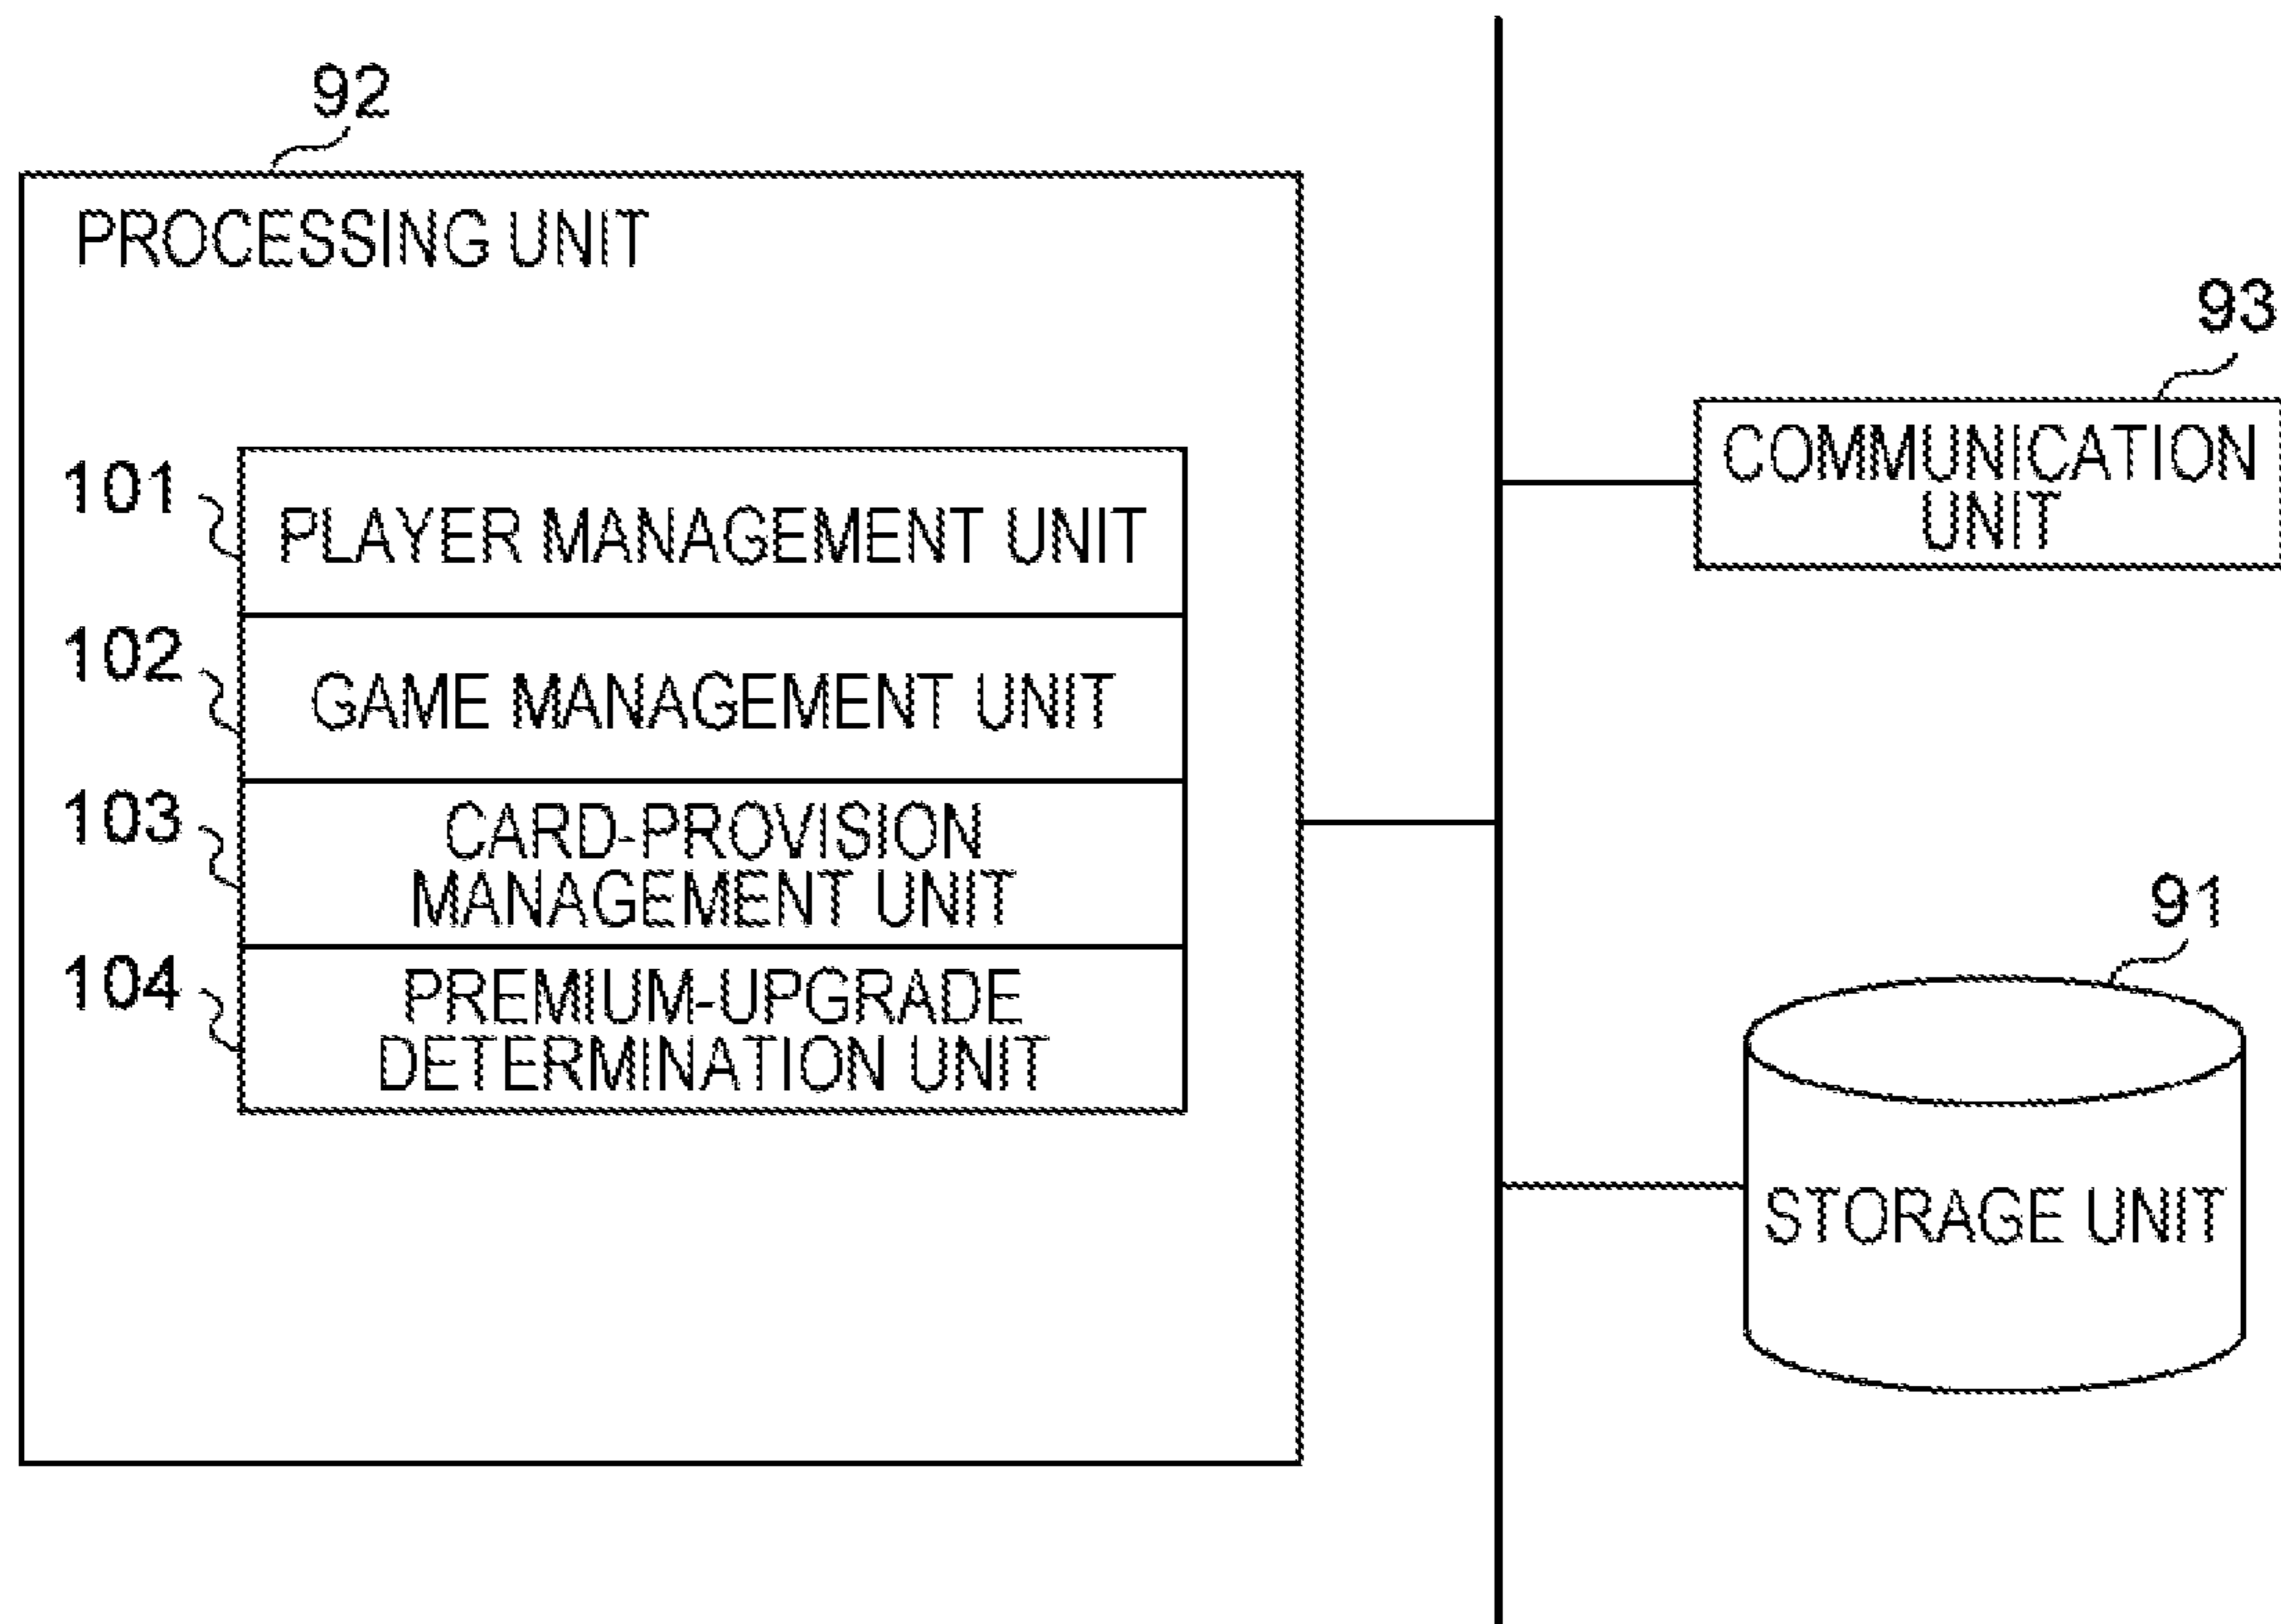 92
PROCESSING UNIT
101
PLAYER MANAGEMENT UNIT
102
GAME MANAGEMENT UNIT
103
CARD-PROVISION
MANAGEMENT UNIT
104
PREMIUM-UPGRADE
DETERMINATION UNIT
93
COMMUNICATION
UNIT
91
STORAGE UNIT